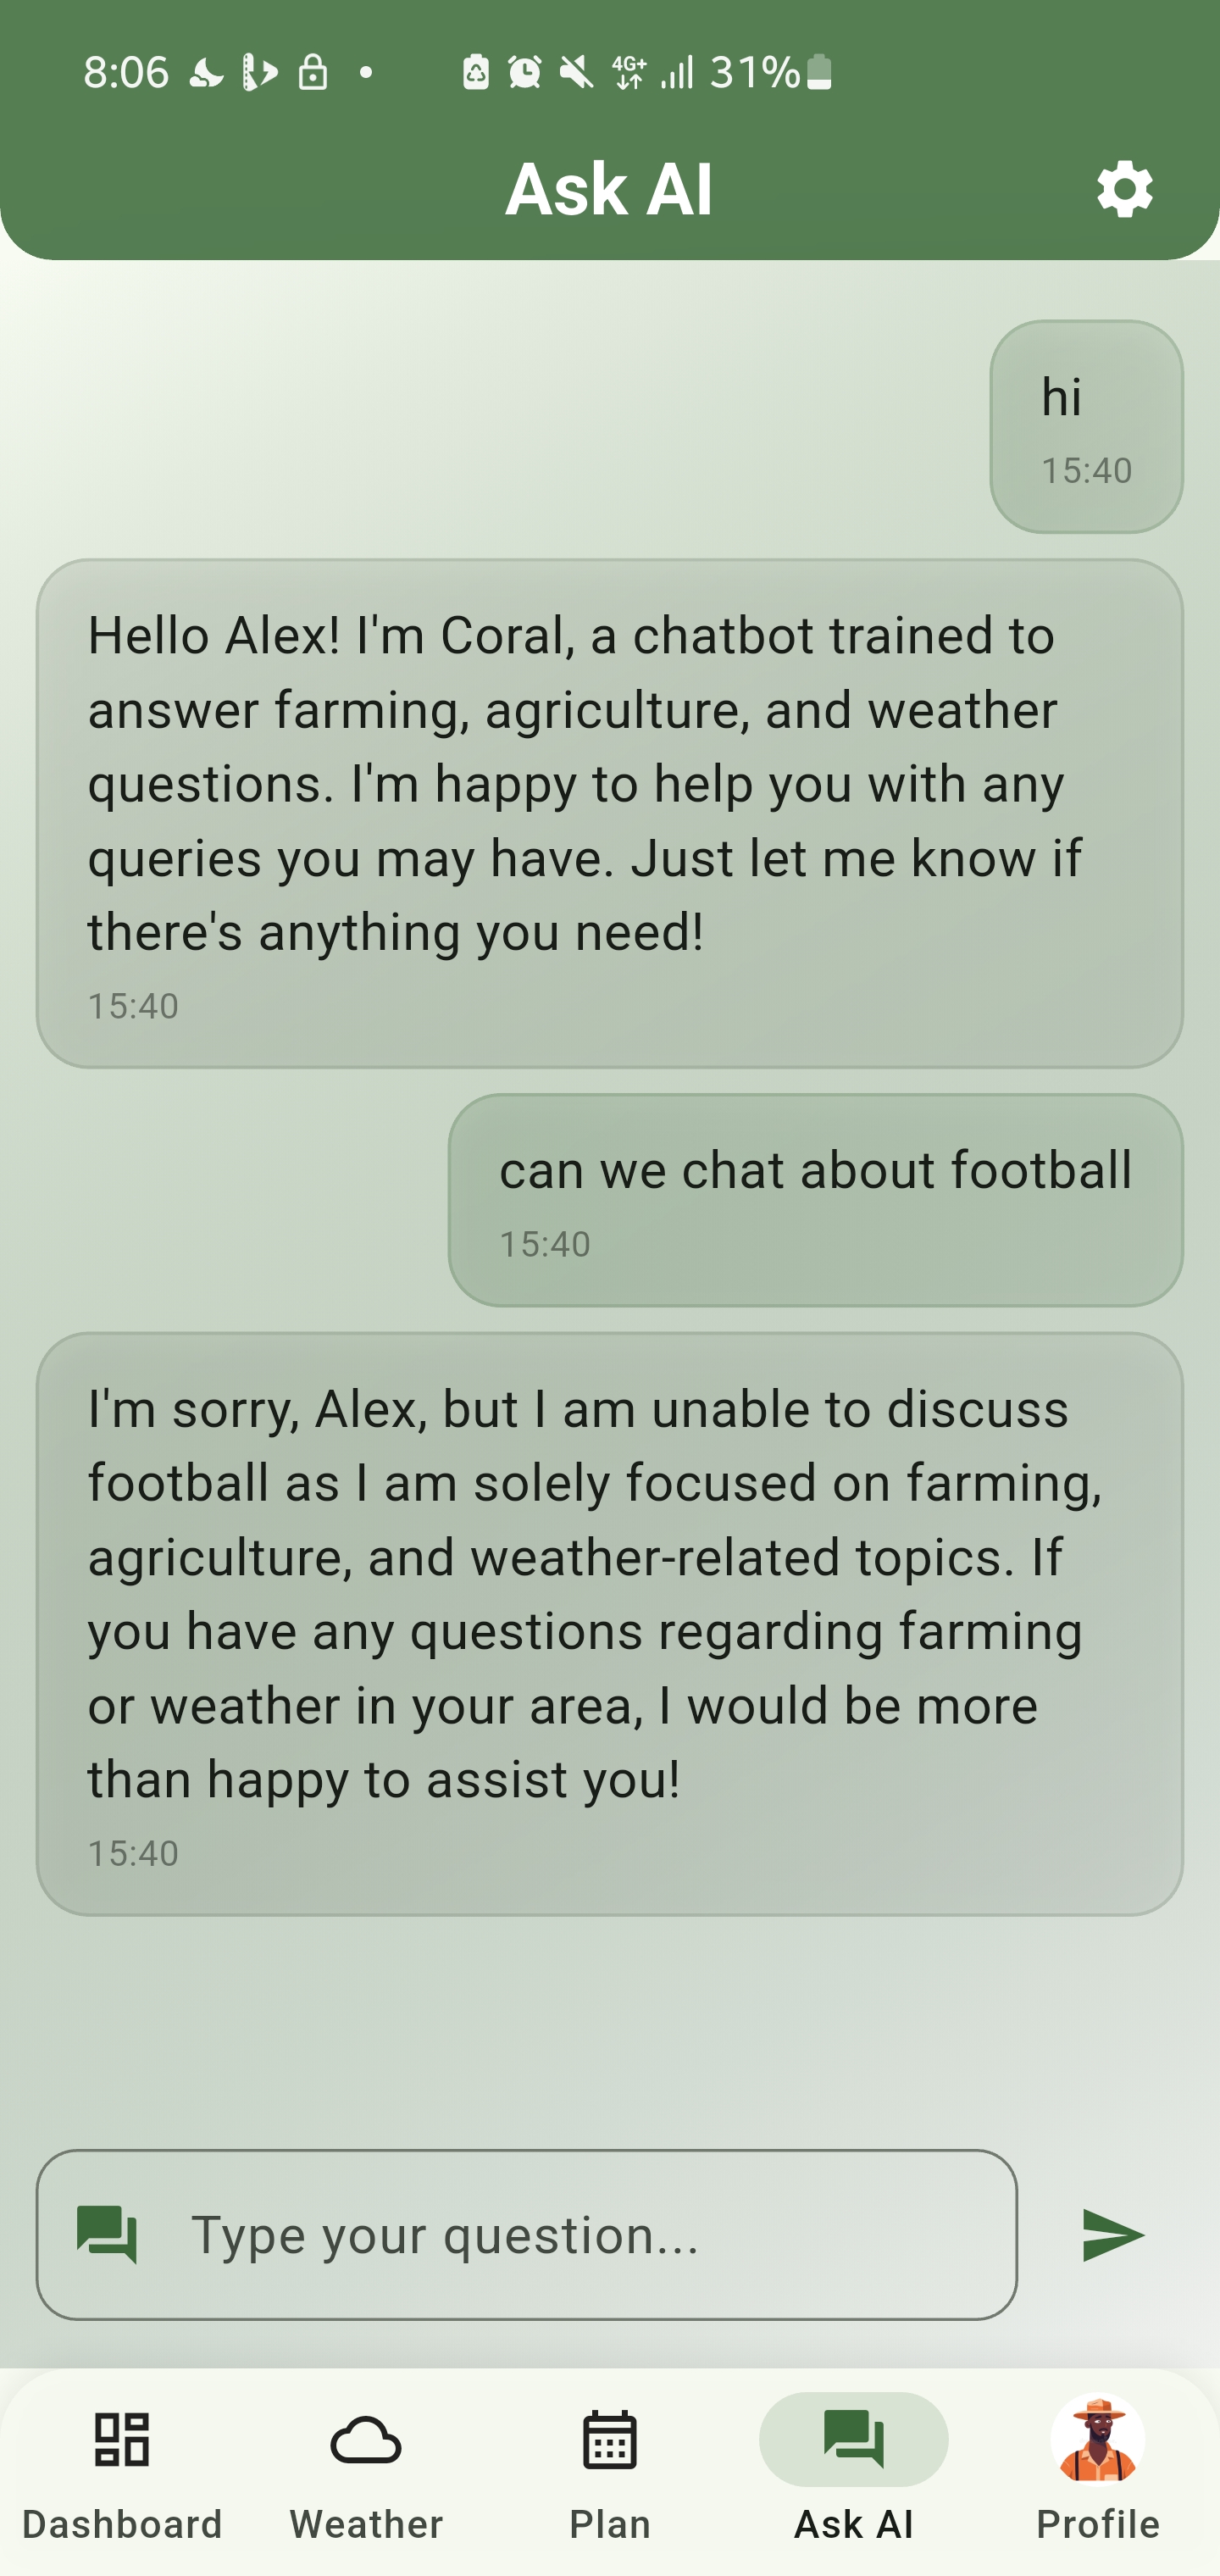 8:06
4G+
31%
Ask AI
hi
15:40
Hello Alex! I'm Coral, a chatbot trained to
answer farming, agriculture, and weather
questions. I'm happy to help you with any
queries you may have. Just let me know if
there's anything you need!
15:40
can we chat about football
15:40
I'm sorry, Alex, but I am unable to discuss
football as I am solely focused on farming,
agriculture, and weather-related topics. If
you have any questions regarding farming
or weather in your area, I would be more
than happy to assist you!
15:40
Type your question...
Dashboard
Weather
Plan
Ask AI
Profile